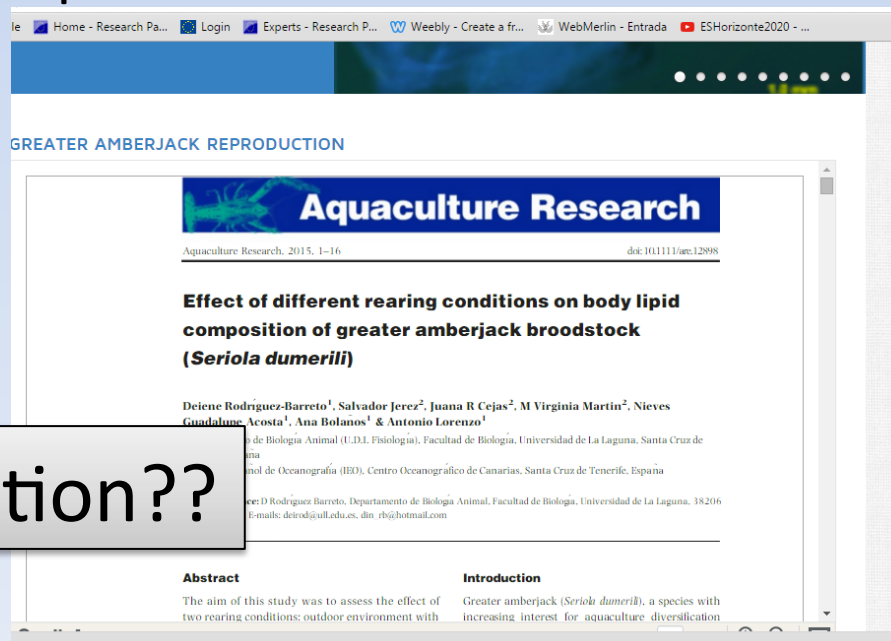 Home - Research Pa... Login Experts - Research P... Weebly - Create a fr... WebMerlin - Entrada ESHorizonte2020 - ...
1.0 mm
GREATER AMBERJACK REPRODUCTION
Aquaculture Research
Aquaculture Research, 2015, 1–16 doi: 10.1111/are.12898
Effect of different rearing conditions on body lipid
composition of greater amberjack broodstock
(Seriola dumerili)
Deiene Rodríguez-Barreto1, Salvador Jerez2, Juana R Cejas2, M Virginia Martin2, Nieves
Guadalupe Acosta1, Ana Bolaños1 & Antonio Lorenzo1
de Biología Animal (U.D.I. Fisiología), Facultad de Biología, Universidad de La Laguna, Santa Cruz de
de Oceanografía (IEO), Centro Oceanográfico de Canarias, Santa Cruz de Tenerife, España
tion??
D Rodríguez Barreto, Departamento de Biología Animal, Facultad de Biología, Universidad de La Laguna, 38206
E-mails: deirod@ull.edu.es, din_rb@hotmail.com
Abstract
The aim of this study was to assess the effect of
two rearing conditions: outdoor environment with
Introduction
Greater amberjack (Seriola dumerili), a species with
increasing interest for aquaculture diversification